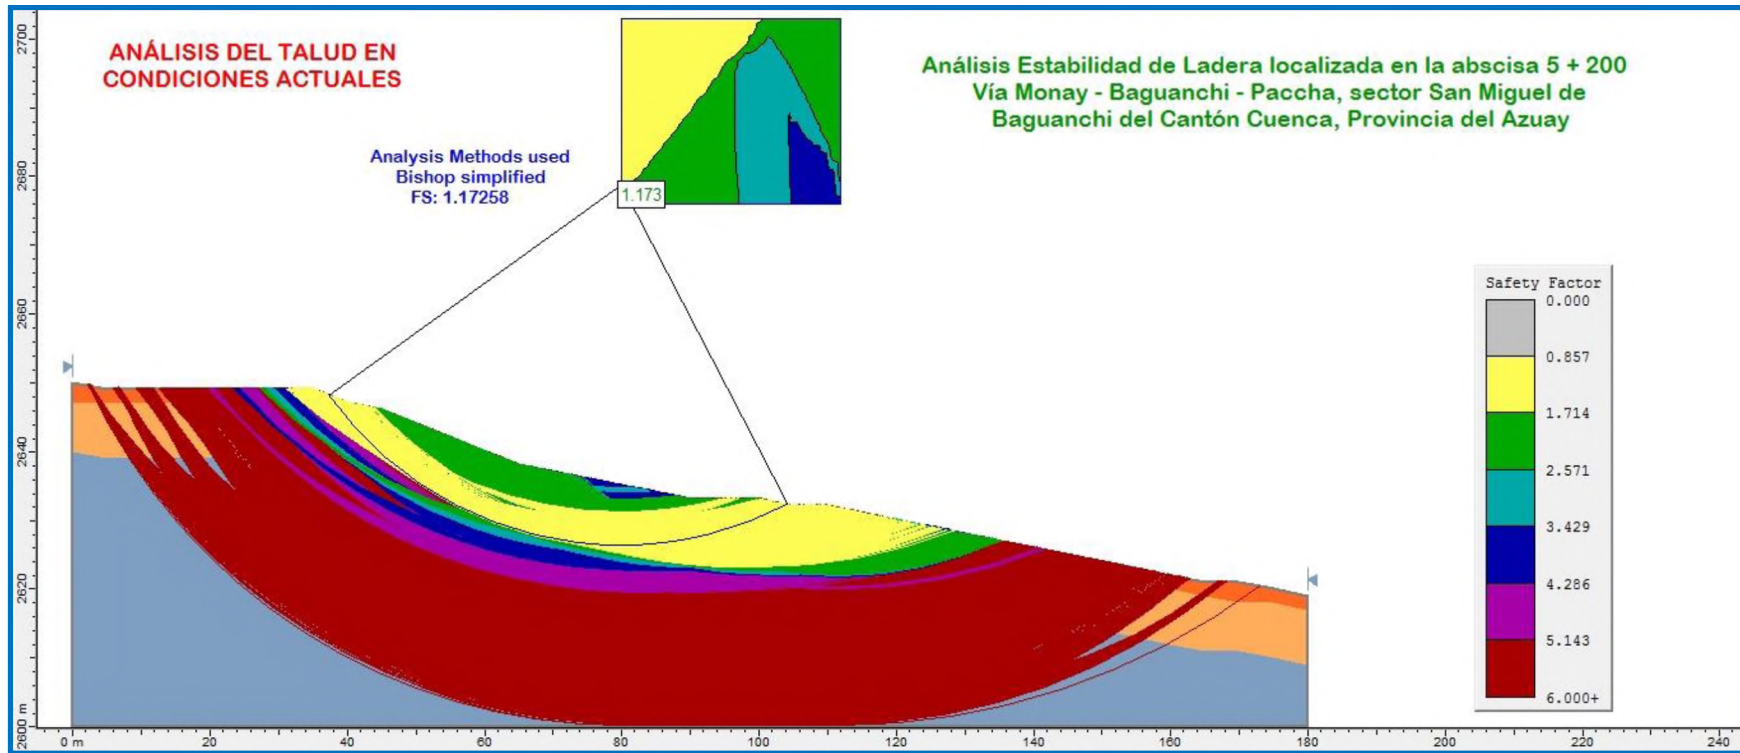 ANÁLISIS DEL TALUD EN
CONDICIONES ACTUALES
Análisis Estabilidad de Ladera localizada en la abscisa 5 + 200
Vía Monay - Baguanchi - Paccha, sector San Miguel de
Baguanchi del Cantón Cuenca, Provincia del Azuay
Analysis Methods used
Bishop simplified
FS: 1.17258
1.173
Safety Factor
0.000
0.857
1.714
2.571
3.429
4.286
5.143
6.000+
2700
2680
2660
2640
2620
2600 m
0 m 20 40 60 80 100 120 140 160 180 200 220 240